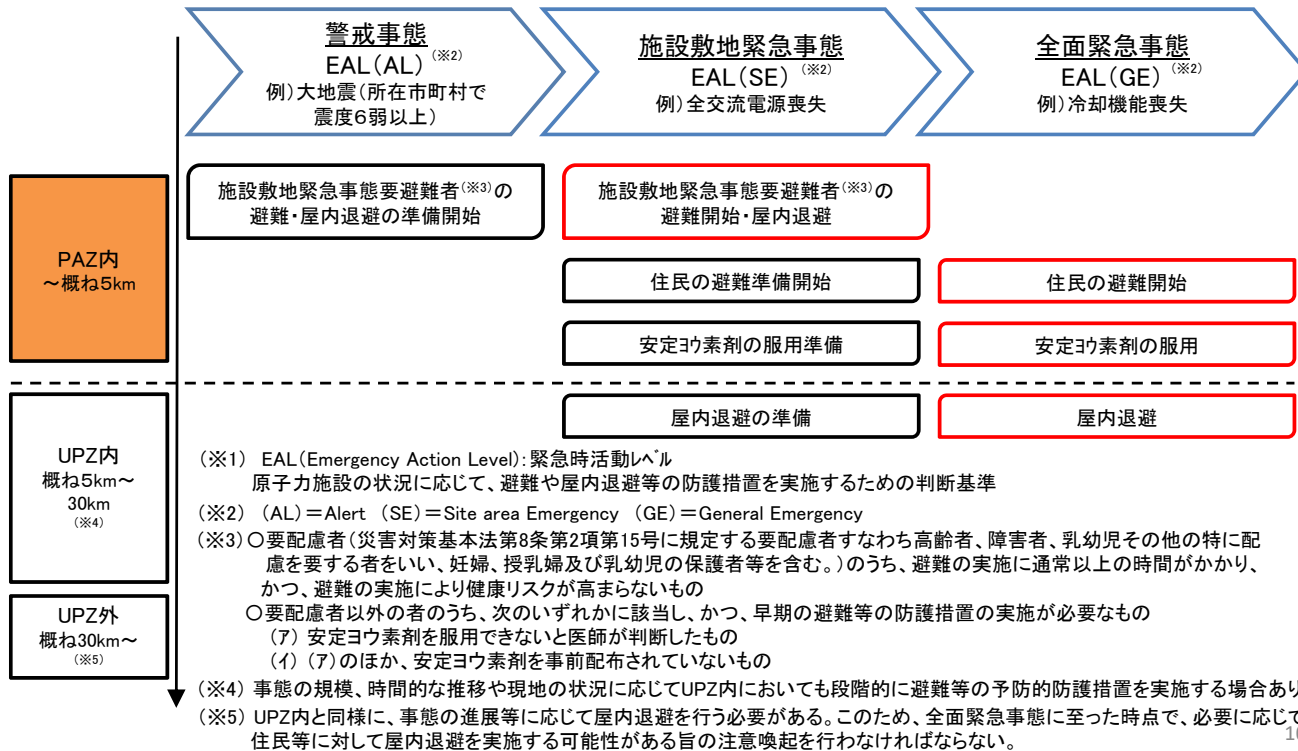 警戒事態
EAL(AL)(※2)
例)大地震(所在市町村で
震度6弱以上)
施設敷地緊急事態
EAL(SE)(※2)
例)全交流電源喪失
全面緊急事態
EAL(GE)(※2)
例)冷却機能喪失
PAZ内
~概ね5km
施設敷地緊急事態要避難者(※3)の
避難・屋内退避の準備開始
施設敷地緊急事態要避難者(※3)の
避難開始・屋内退避
住民の避難準備開始
住民の避難開始
安定ヨウ素剤の服用準備
安定ヨウ素剤の服用
UPZ内
概ね5km~
30km
(※4)
屋内退避の準備
屋内退避
UPZ外
概ね30km~
(※5)
(※1) EAL(Emergency Action Level):緊急時活動レベル
原子力施設の状況に応じて、避難や屋内退避等の防護措置を実施するための判断基準
(※2) (AL)=Alert (SE)=Site area Emergency (GE)=General Emergency
(※3)○要配慮者(災害対策基本法第8条第2項第15号に規定する要配慮者すなわち高齢者、障害者、乳幼児その他の特に配
慮を要する者をいい、妊婦、授乳婦及び乳幼児の保護者等を含む。)のうち、避難の実施に通常以上の時間がかかり、
かつ、避難の実施により健康リスクが高まらないもの
○要配慮者以外の者のうち、次のいずれかに該当し、かつ、早期の避難等の防護措置の実施が必要なもの
(ア) 安定ヨウ素剤を服用できないと医師が判断したもの
(イ) (ア)のほか、安定ヨウ素剤を事前配布されていないもの
(※4) 事態の規模、時間的な推移や現地の状況に応じてUPZ内においても段階的に避難等の予防的防護措置を実施する場合あり
(※5) UPZ内と同様に、事態の進展等に応じて屋内退避を行う必要がある。このため、全面緊急事態に至った時点で、必要に応じて
住民等に対して屋内退避を実施する可能性がある旨の注意喚起を行わなければならない。